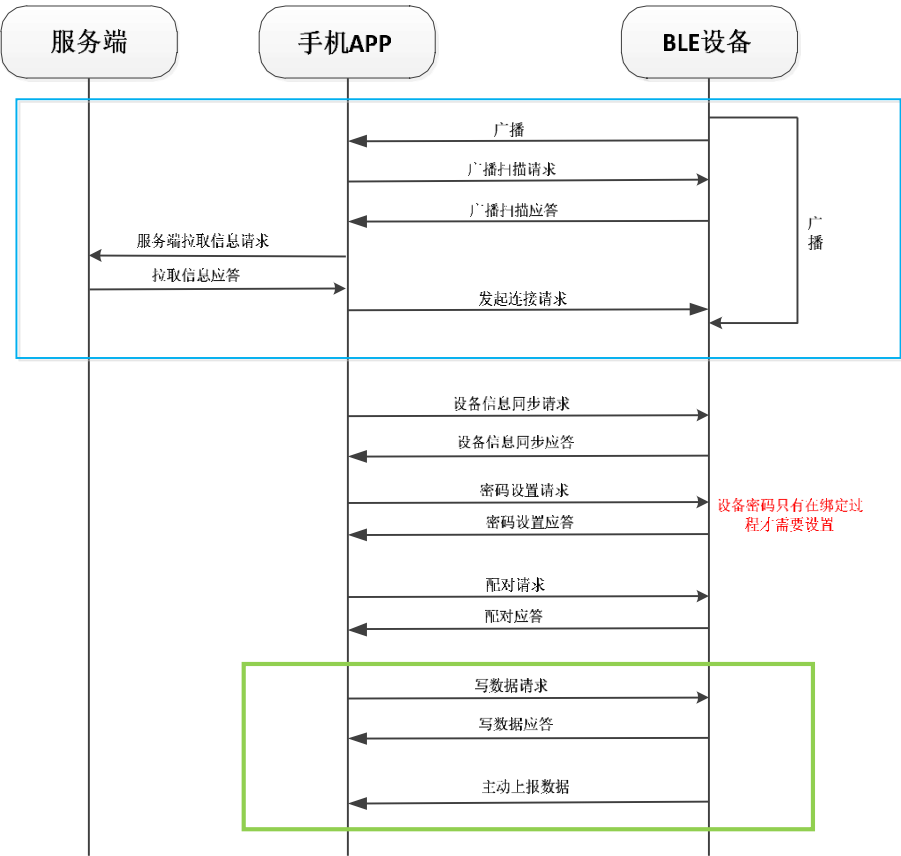 服务端
手机APP
BLE设备
广播
广播扫描请求
广播扫描应答
广
播
服务端拉取信息请求
拉取信息应答
发起连接请求
设备信息同步请求
设备信息同步应答
密码设置请求
设备密码只有在绑定过
程才需要设置
密码设置应答
配对请求
配对应答
写数据请求
写数据应答
主动上报数据